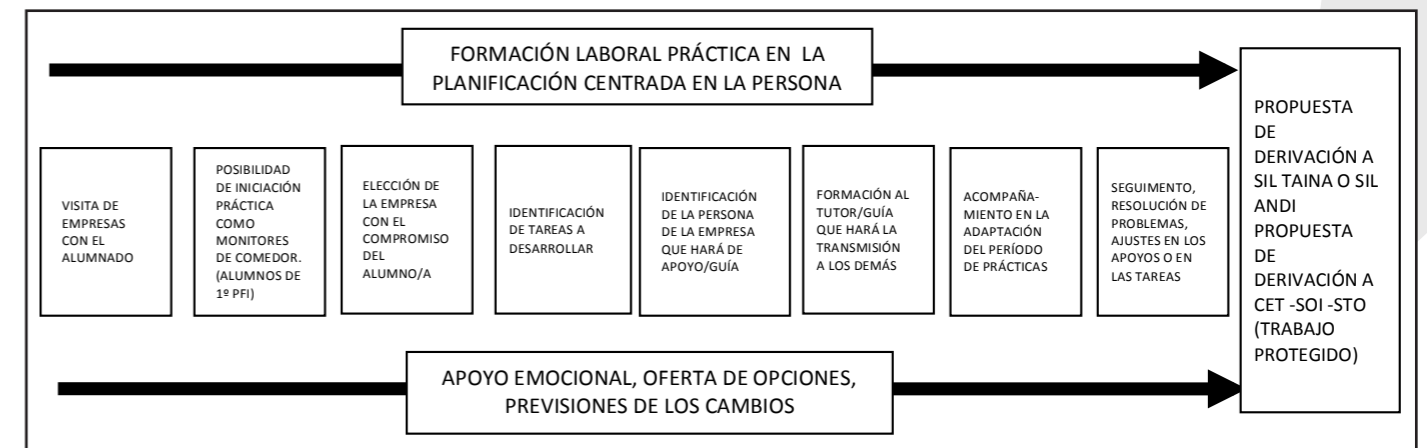 FORMACIÓN LABORAL PRÁCTICA EN LA
PLANIFICACIÓN CENTRADA EN LA PERSONA
VISITA DE
EMPRESAS
CON EL
ALUMNADO
POSIBILIDAD
DE INICIACIÓN
PRÁCTICA
COMO
MONITORES
DE COMEDOR.
(ALUMNOS DE
1º PFI)
ELECCIÓN DE
LA EMPRESA
CON EL
COMPROMISO
DEL
ALUMNO/A
IDENTIFICACIÓN
DE TAREAS A
DESARROLLAR
IDENTIFICACIÓN
DE LA PERSONA
DE LA EMPRESA
QUE HARÁ DE
APOYO/GUÍA
FORMACIÓN AL
TUTOR/GUÍA
QUE HARÁ LA
TRANSMISIÓN
A LOS DEMÁS
ACOMPAÑA-
MIENTO EN LA
ADAPTACIÓN
DEL PERÍODO
DE PRÁCTICAS
SEGUIMENTO,
RESOLUCIÓN DE
PROBLEMAS,
AJUSTES EN LOS
APOYOS O EN
LAS TAREAS
PROPUESTA
DE
DERIVACIÓN A
SIL TAINA O SIL
ANDI
PROPUESTA
DE
DERIVACIÓN A
CET -SOI -STO
(TRABAJO
PROTEGIDO)
APOYO EMOCIONAL, OFERTA DE OPCIONES,
PREVISIONES DE LOS CAMBIOS